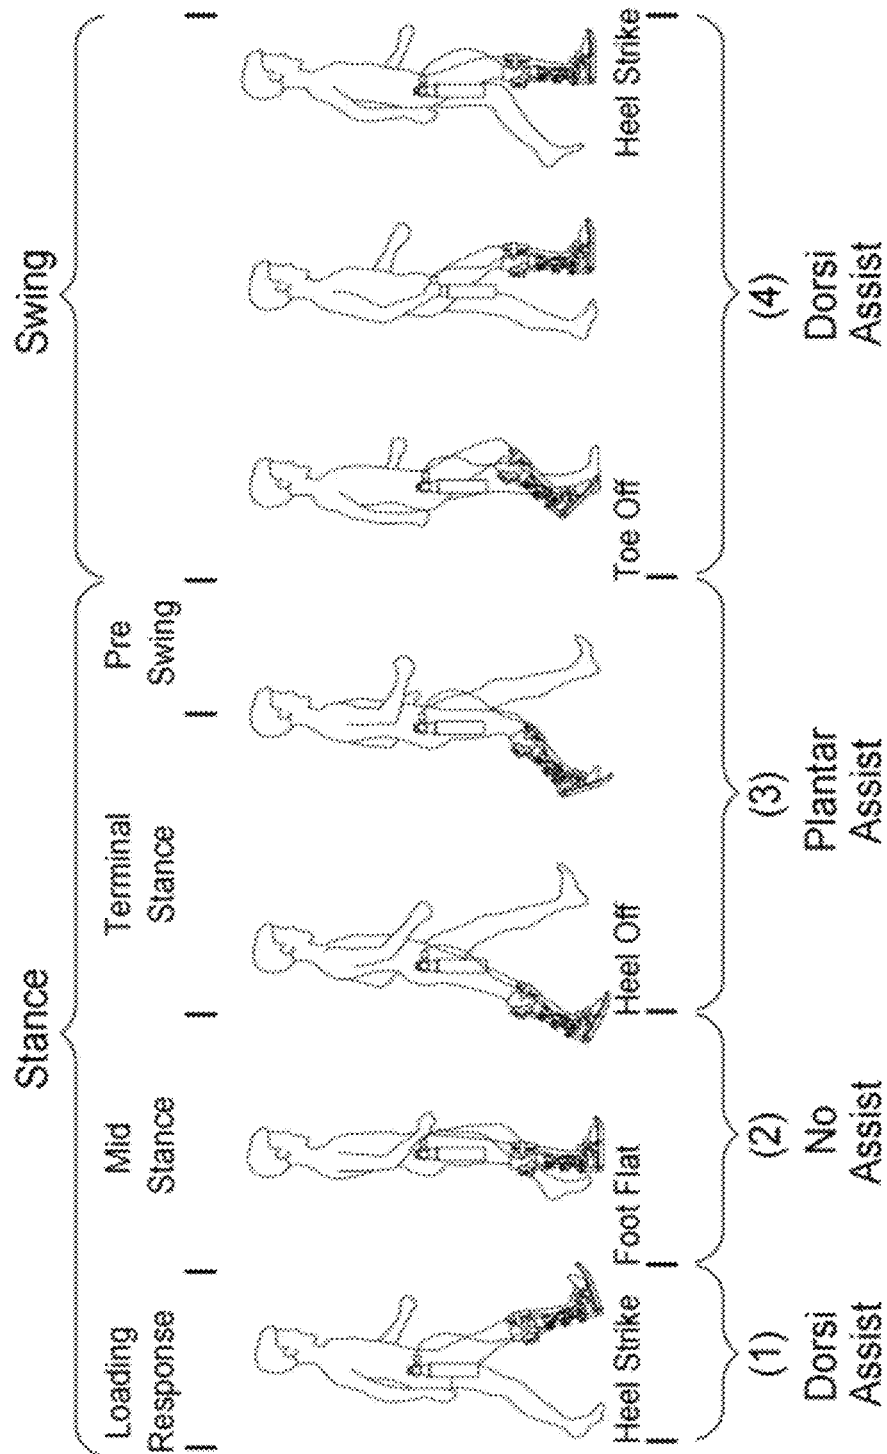 Stance
Swing
Loading
Response
Mid
Stance
Terminal
Stance
Pre
Swing
Heel Strike
Foot Flat
Heel Off
Toe Off
Heel Strike
(1)
Dorsi
Assist
(2)
No
Assist
(3)
Plantar
Assist
(4)
Dorsi
Assist